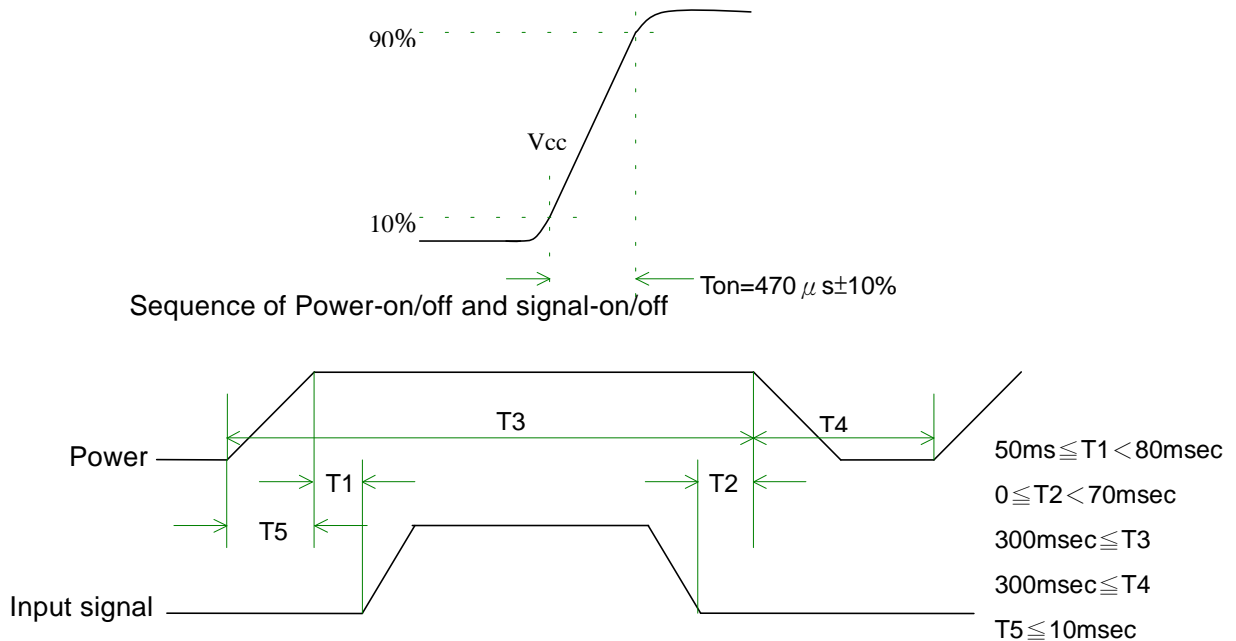 90%
Vcc
10%
Ton=470 μ s±10%
Sequence of Power-on/off and signal-on/off
T3
T4
Power
T1
T2
T5
Input signal
50ms≦T1＜80msec
0≦T2＜70msec
300msec≦T3
300msec≦T4
T5≦10msec